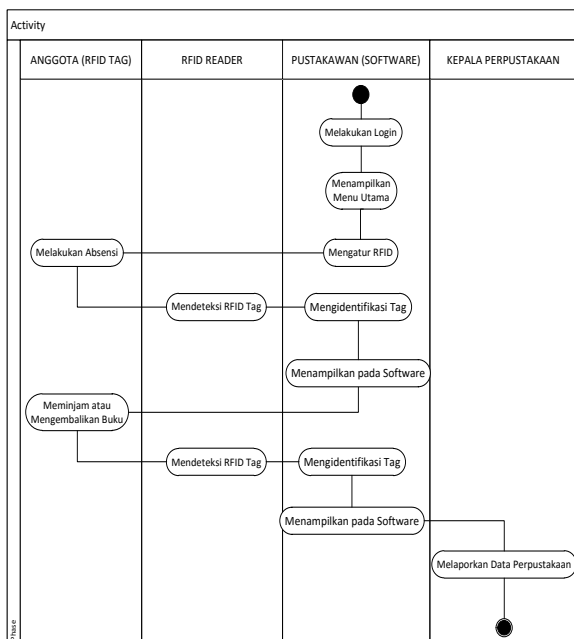 Activity
ANGGOTA (RFID TAG)
RFID READER
PUSTAKAWAN (SOFTWARE)
KEPALA PERPUSTAKAAN
Melakukan Login
Menampilkan
Menu Utama
Melakukan Absensi
Mengatur RFID
Mendeteksi RFID Tag
Mengidentifikasi Tag
Menampilkan pada Software
Meminjam atau
Mengembalikan Buku
Mendeteksi RFID Tag
Mengidentifikasi Tag
Menampilkan pada Software
Melaporkan Data Perpustakaan
Phase